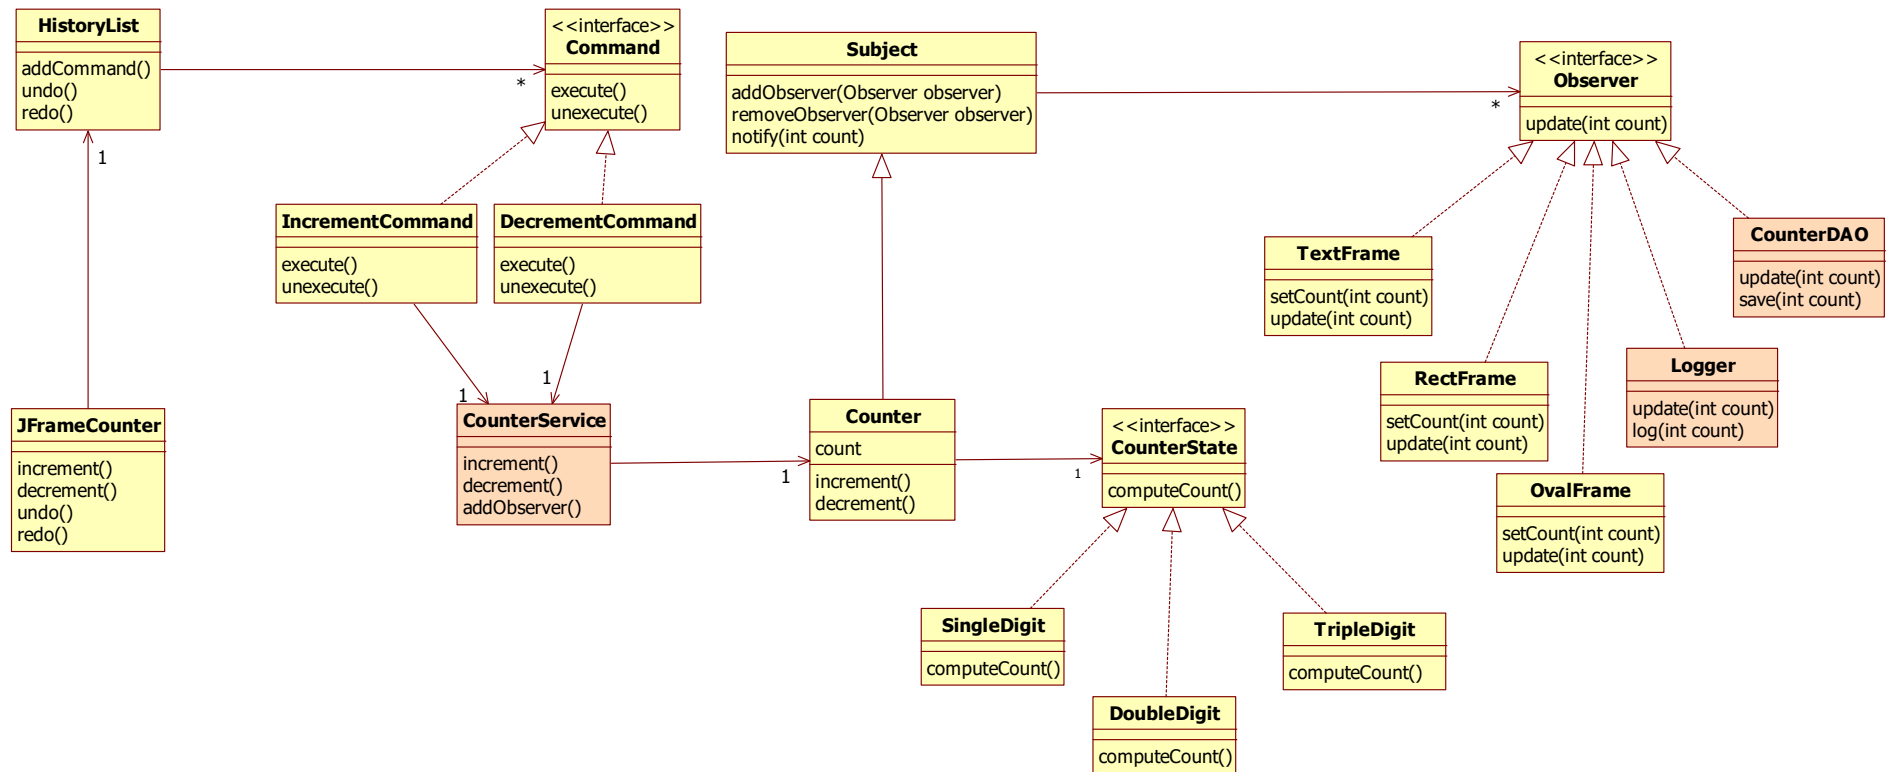 HistoryList
addCommand()
undo()
redo()
1
*
<<interface>>
Command
execute()
unexecute()
IncrementCommand
execute()
unexecute()
DecrementCommand
execute()
unexecute()
1
1
JFrameCounter
increment()
decrement()
undo()
redo()
CounterService
increment()
decrement()
addObserver()
1
Subject
addObserver(Observer observer)
removeObserver(Observer observer)
notify(int count)
*
Counter
count
increment()
decrement()
1
<<interface>>
CounterState
computeCount()
SingleDigit
computeCount()
DoubleDigit
computeCount()
TripleDigit
computeCount()
<<interface>>
Observer
update(int count)
TextFrame
setCount(int count)
update(int count)
RectFrame
setCount(int count)
update(int count)
OvalFrame
setCount(int count)
update(int count)
Logger
update(int count)
log(int count)
CounterDAO
update(int count)
save(int count)